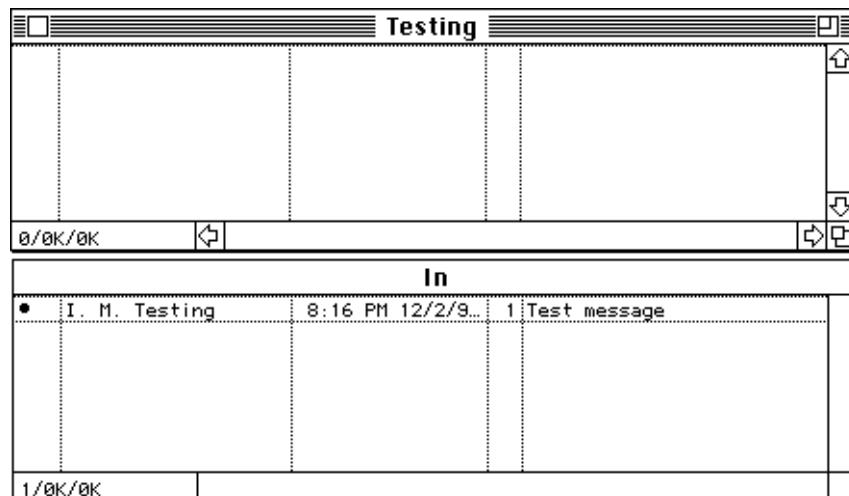 Testing
0/0K/0K
In
• I. M. Testing 8:16 PM 12/2/9… 1 Test message
1/0K/0K